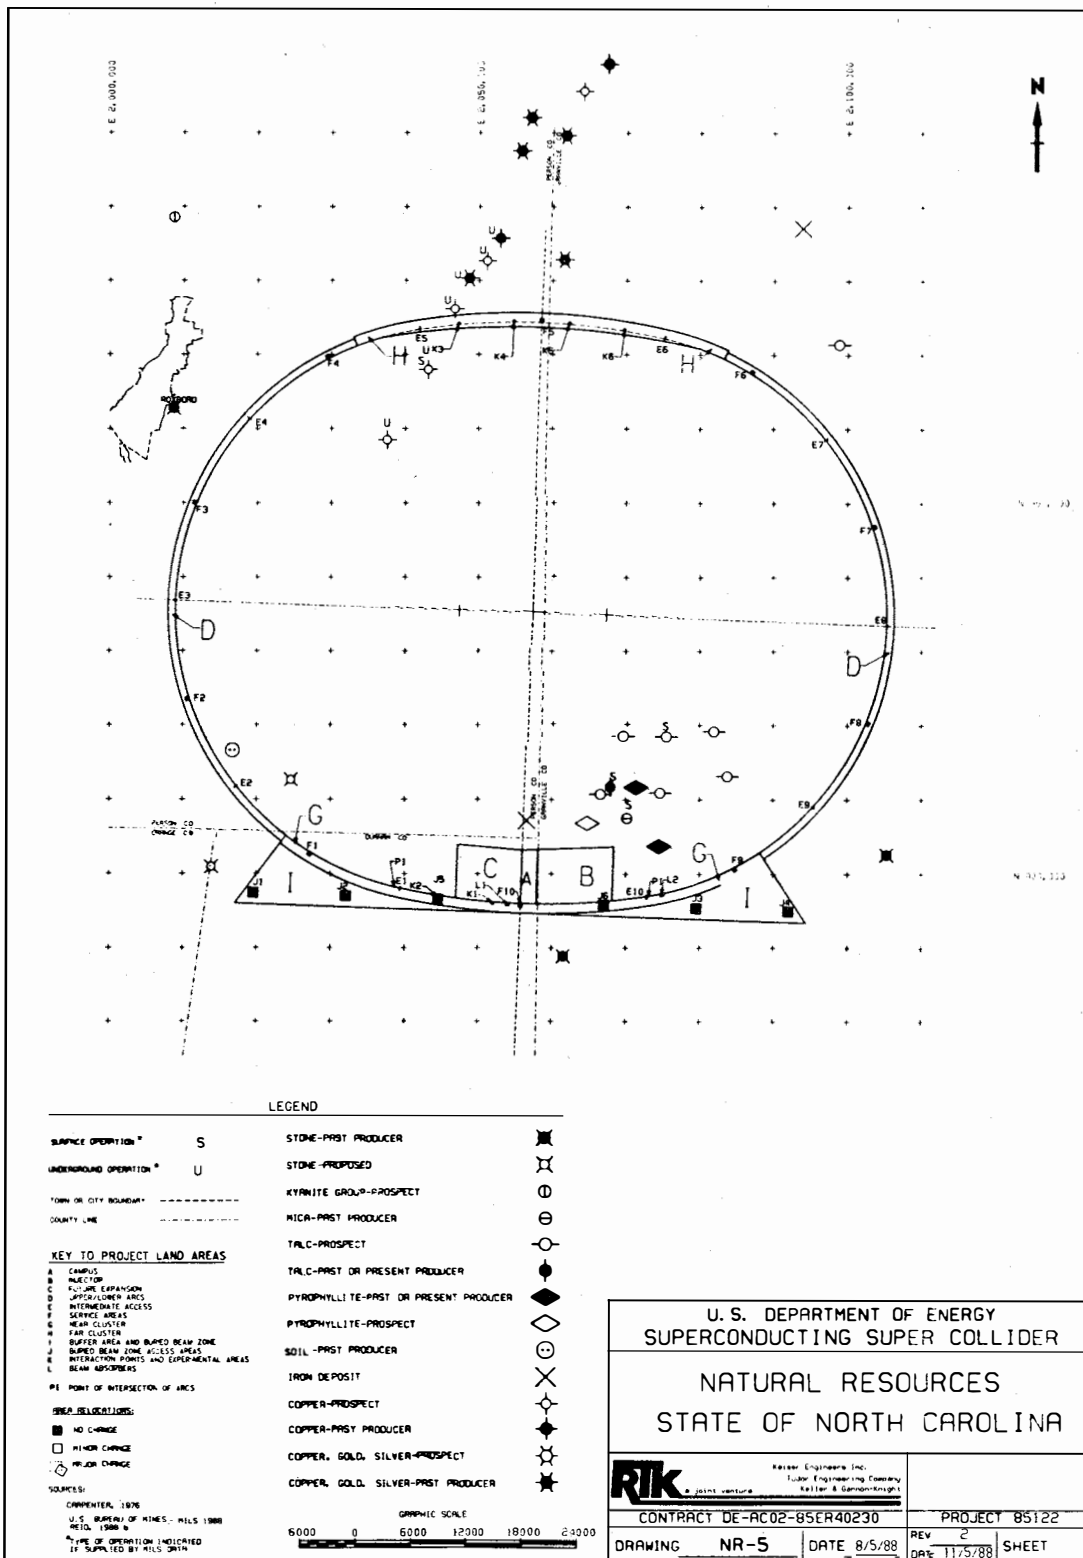 E 2,000,000
E 2,050,000
E 2,100,000
N
PERSON CO
GRANVILLE CO
U
U
U
U
E5
K3
K4
F5
K5
K6
E6
H
H
F4
U
S
F6
ROXBORO
E4
U
E7
F3
F7
E3
E8
D
D
F2
F8
S
E2
S
S
E9
PERSON CO
GRANVILLE CO
PERSON CO
ORANGE CO
DURHAM CO
G
G
F1
F9
C
A
B
P1
E1
K2
J5
L1
K1
F10
J6
E10
P1
L2
J1
I
J2
J3
I
J4
LEGEND
SURFACE OPERATION * S
UNDERGROUND OPERATION * U
TOWN OR CITY BOUNDARY
COUNTY LINE
KEY TO PROJECT LAND AREAS
A CAMPUS
B INJECTOR
C FUTURE EXPANSION
D UPPER/LOWER ARCS
E INTERMEDIATE ACCESS
F SERVICE AREAS
G NEAR CLUSTER
H FAR CLUSTER
I BUFFER AREA AND BURIED BEAM ZONE
J BURIED BEAM ZONE ACCESS AREAS
K INTERACTION POINTS AND EXPERIMENTAL AREAS
L BEAM ABSORBERS
PI POINT OF INTERSECTION OF ARCS
AREA RELOCATIONS:
NO CHANGE
MINOR CHANGE
MAJOR CHANGE
SOURCES:
CARPENTER, 1976
U.S. BUREAU OF MINES - MILS 1988
REID, 1988 b
*TYPE OF OPERATION INDICATED
IF SUPPLIED BY MILS DATA
STONE-PAST PRODUCER
STONE-PROPOSED
KYANITE GROUP-PROSPECT
MICA-PAST PRODUCER
TALC-PROSPECT
TALC-PAST OR PRESENT PRODUCER
PYROPHYLLITE-PAST OR PRESENT PRODUCER
PYROPHYLLITE-PROSPECT
SOIL-PAST PRODUCER
IRON DEPOSIT
COPPER-PROSPECT
COPPER-PAST PRODUCER
COPPER, GOLD, SILVER-PROSPECT
COPPER, GOLD, SILVER-PAST PRODUCER
GRAPHIC SCALE
6000 0 6000 12000 18000 24000
U.S. DEPARTMENT OF ENERGY
SUPERCONDUCTING SUPER COLLIDER
NATURAL RESOURCES
STATE OF NORTH CAROLINA
RTK
a joint venture
Kaiser Engineers Inc.
Tudor Engineering Company
Keller & Gannon-Knight
CONTRACT DE-AC02-85ER40230 PROJECT 85122
DRAWING NR-5 DATE 8/5/88 REV 2 DATE 11/5/88 SHEET